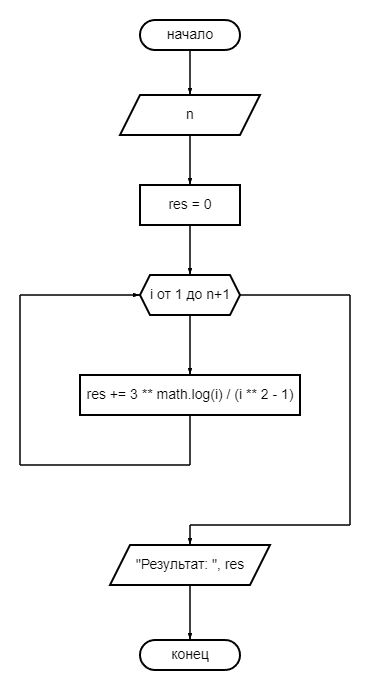 начало
n
res = 0
i от 1 до n+1
res += 3 ** math.log(i) / (i ** 2 - 1)
"Результат: ", res
конец